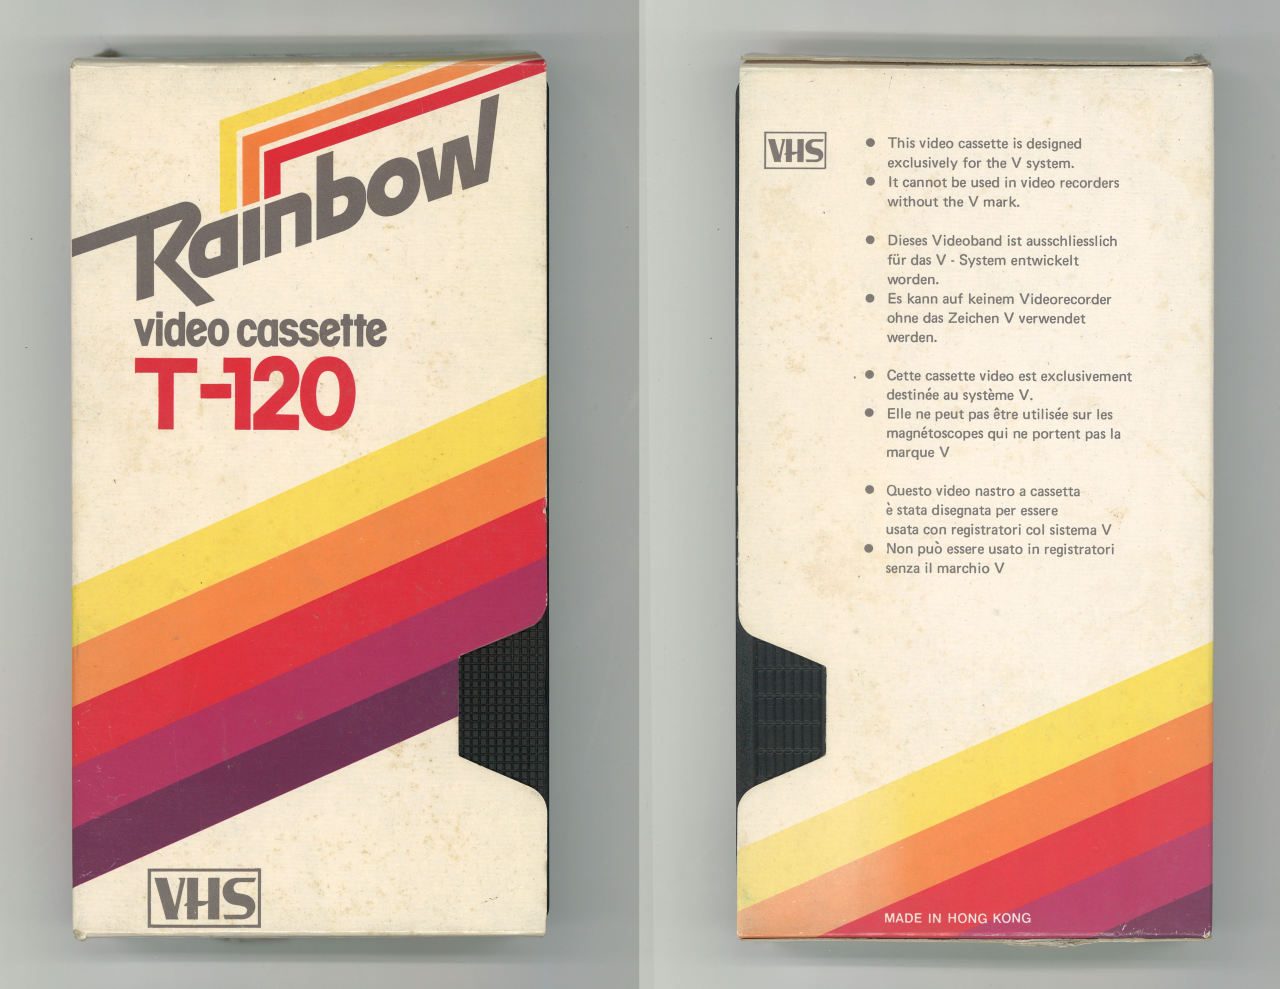 Rainbow
video cassette
T-120
VHS
VHS
● This video cassette is designed
exclusively for the V system.
● It cannot be used in video recorders
without the V mark.
● Dieses Videoband ist ausschliesslich
für das V - System entwickelt
worden.
● Es kann auf keinem Videorecorder
ohne das Zeichen V verwendet
werden.
● Cette cassette video est exclusivement
destinée au système V.
● Elle ne peut pas être utilisée sur les
magnétoscopes qui ne portent pas la
marque V
● Questo video nastro a cassetta
è stata disegnata per essere
usata con registratori col sistema V
● Non può essere usato in registratori
senza il marchio V
MADE IN HONG KONG